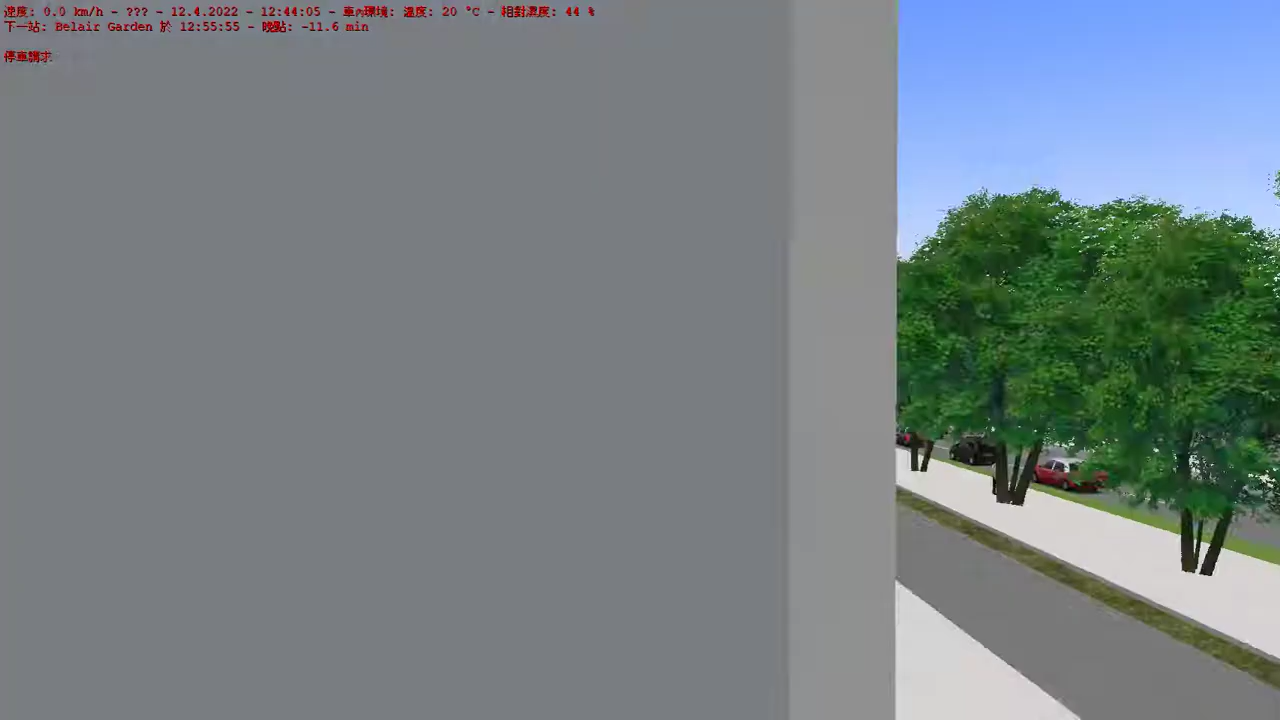 速度: 0.0 km/h - ??? - 12.4.2022 - 12:44:05 - 車內環境: 溫度: 20 °C - 相對濕度: 44 %
下一站: Belair Garden 於 12:55:55 - 晚點: -11.6 min
停車請求